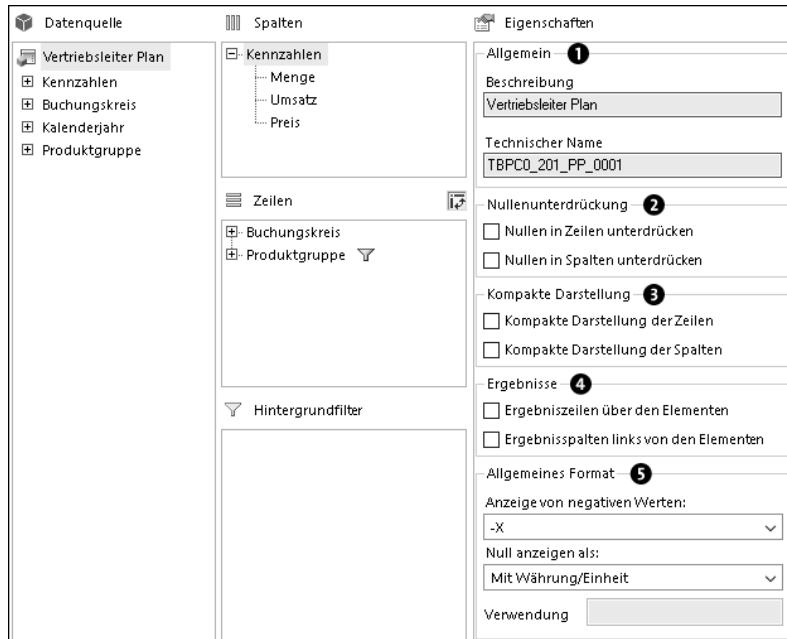 Datenquelle
Vertriebsleiter Plan
Kennzahlen
Buchungskreis
Kalenderjahr
Produktgruppe
Spalten
Kennzahlen
Menge
Umsatz
Preis
Zeilen
Buchungskreis
Produktgruppe
Hintergrundfilter
Eigenschaften
Allgemein 1
Beschreibung
Vertriebsleiter Plan
Technischer Name
TBPC0_201_PP_0001
Nullenunterdrückung 2
Nullen in Zeilen unterdrücken
Nullen in Spalten unterdrücken
Kompakte Darstellung 3
Kompakte Darstellung der Zeilen
Kompakte Darstellung der Spalten
Ergebnisse 4
Ergebniszeilen über den Elementen
Ergebnisspalten links von den Elementen
Allgemeines Format 5
Anzeige von negativen Werten:
-X
Null anzeigen als:
Mit Währung/Einheit
Verwendung